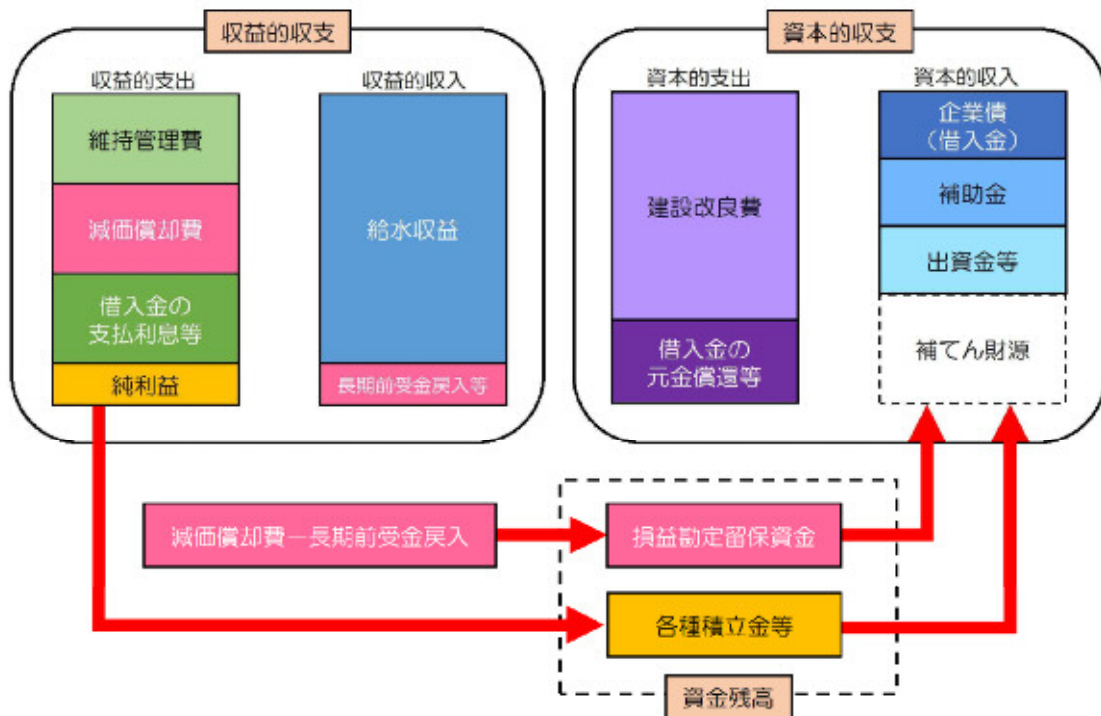 収益的収支
収益的支出
維持管理費
減価償却費
借入金の
支払利息等
純利益
収益的収入
給水収益
長期前受金戻入等
資本的収支
資本的支出
建設改良費
借入金の
元金償還等
資本的収入
企業債
（借入金）
補助金
出資金等
補てん財源
減価償却費－長期前受金戻入
損益勘定留保資金
各種積立金等
資金残高